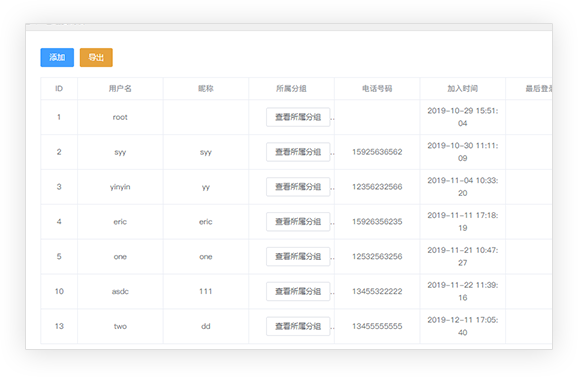 添加 导出
ID 用户名 昵称 所属分组 电话号码 加入时间 最后登
1 root 查看所属分组 .. 2019-10-29 15:51:
04
2 syy syy 查看所属分组 .. 15925636562 2019-10-30 11:11:
09
3 yinyin yy 查看所属分组 .. 12356232566 2019-11-04 10:33:
20
4 eric eric 查看所属分组 .. 15926356235 2019-11-11 17:18:
19
5 one one 查看所属分组 .. 12532563256 2019-11-21 10:47:
27
10 asdc 111 查看所属分组 .. 13455322222 2019-11-22 11:39:
16
13 two dd 查看所属分组 .. 13455555555 2019-12-11 17:05:
40